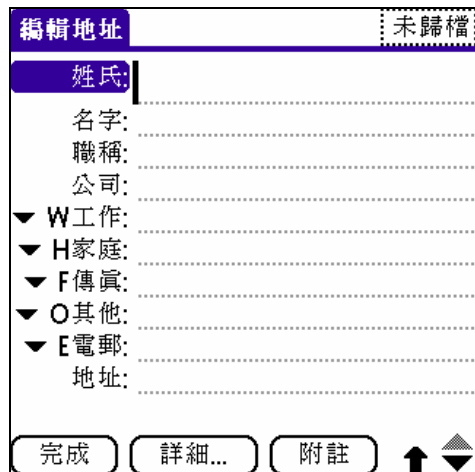 編輯地址 未歸檔
姓氏:
名字:
職稱:
公司:
W工作:
H家庭:
F傳眞:
O其他:
E電郵:
地址:
完成 詳細... 附註